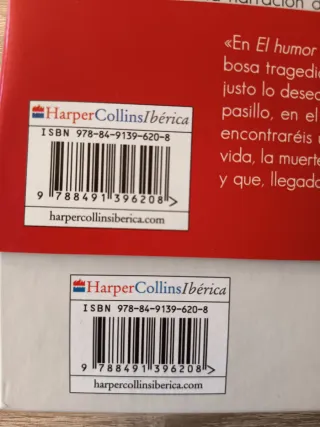 narración d
«En El humor
bosa tragedi
justo lo desec
pasillo, en el
encontraréis
vida, la muerte
y que, llegado
HarperCollinsIbérica
ISBN 978-84-9139-620-8
9 788491 396208 >
harpercollinsiberica.com
HarperCollinsIbérica
ISBN 978-84-9139-620-8
9 788491 396208 >
harpercollinsiberica.com